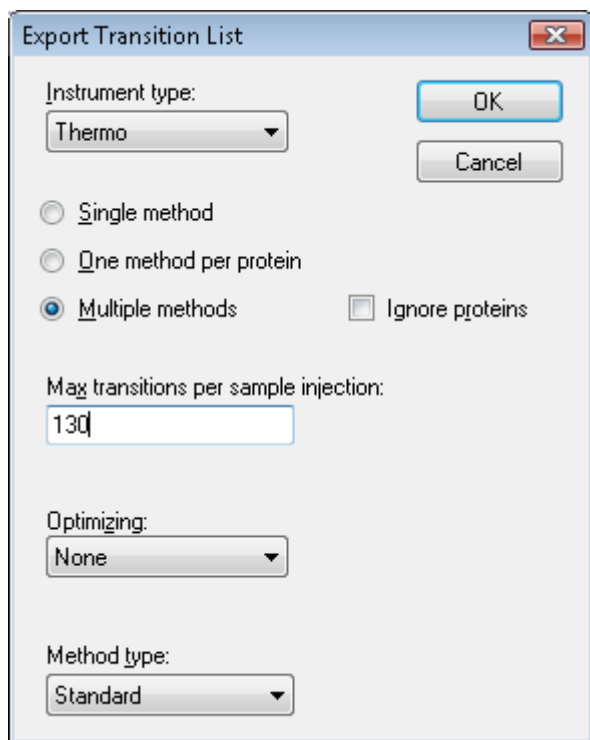 Export Transition List
Instrument type:
Thermo
OK
Cancel
Single method
One method per protein
Multiple methods
Ignore proteins
Max transitions per sample injection:
130
Optimizing:
None
Method type:
Standard